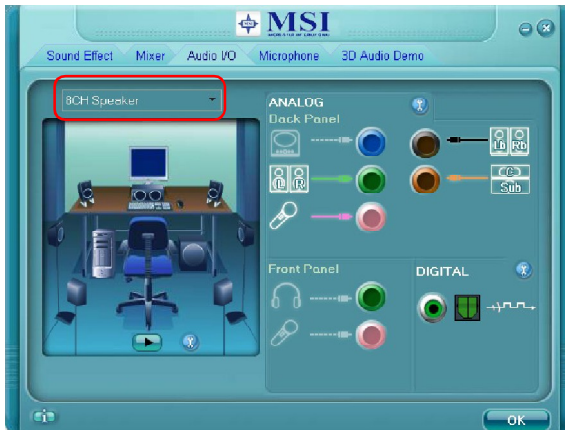 MSI
Sound Effect Mixer Audio I/O Microphone 3D Audio Demo
8CH Speaker
ANALOG
Back Panel
Lb Rb
L R
C
Sub
Front Panel
DIGITAL
OK